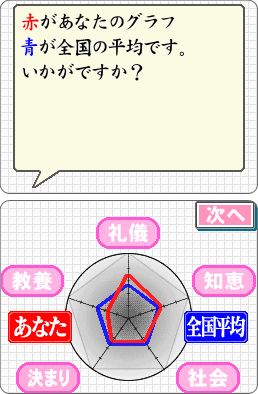 赤があなたのグラフ
青が全国の平均です。
いかがですか？
次へ
礼儀
教養
知恵
あなた
全国平均
決まり
社会